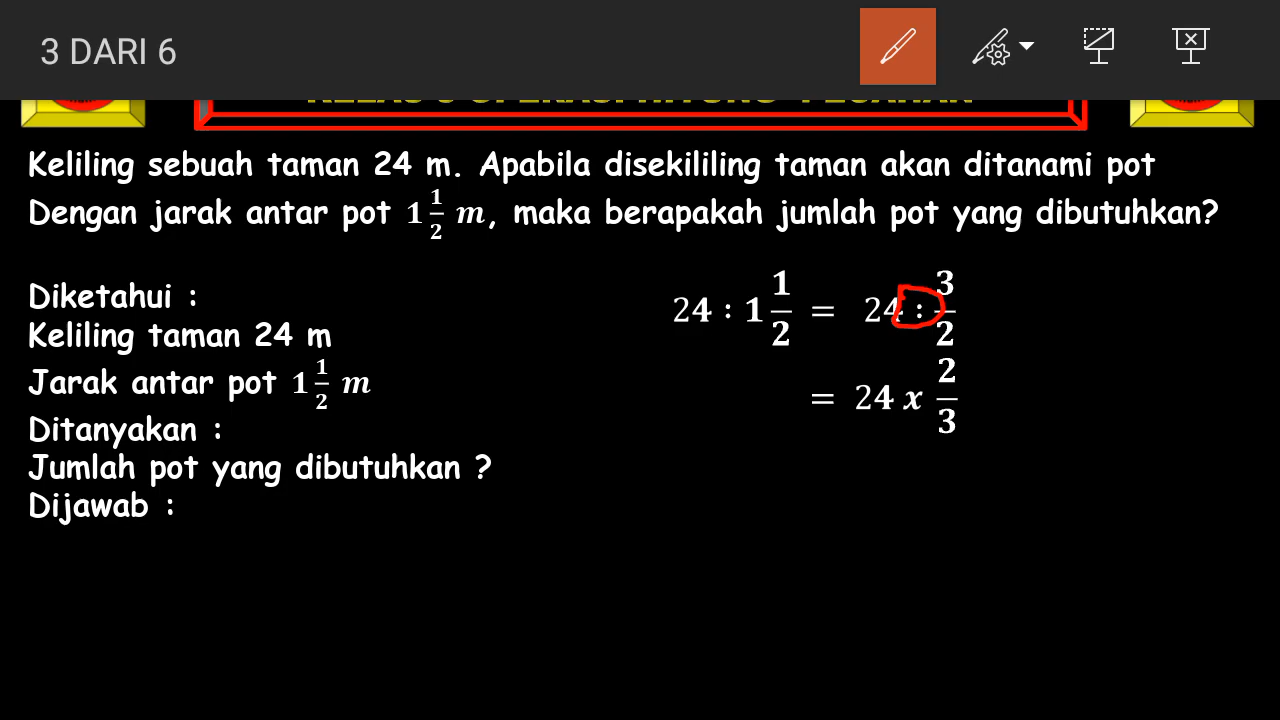 3 DARI 6
Keliling sebuah taman 24 m. Apabila disekililing taman akan ditanami pot
Dengan jarak antar pot 1 1/2 m, maka berapakah jumlah pot yang dibutuhkan?
Diketahui :
Keliling taman 24 m
Jarak antar pot 1 1/2 m
Ditanyakan :
Jumlah pot yang dibutuhkan ?
Dijawab :
24 : 1 1/2 = 24 : 3/2
= 24 x 2/3